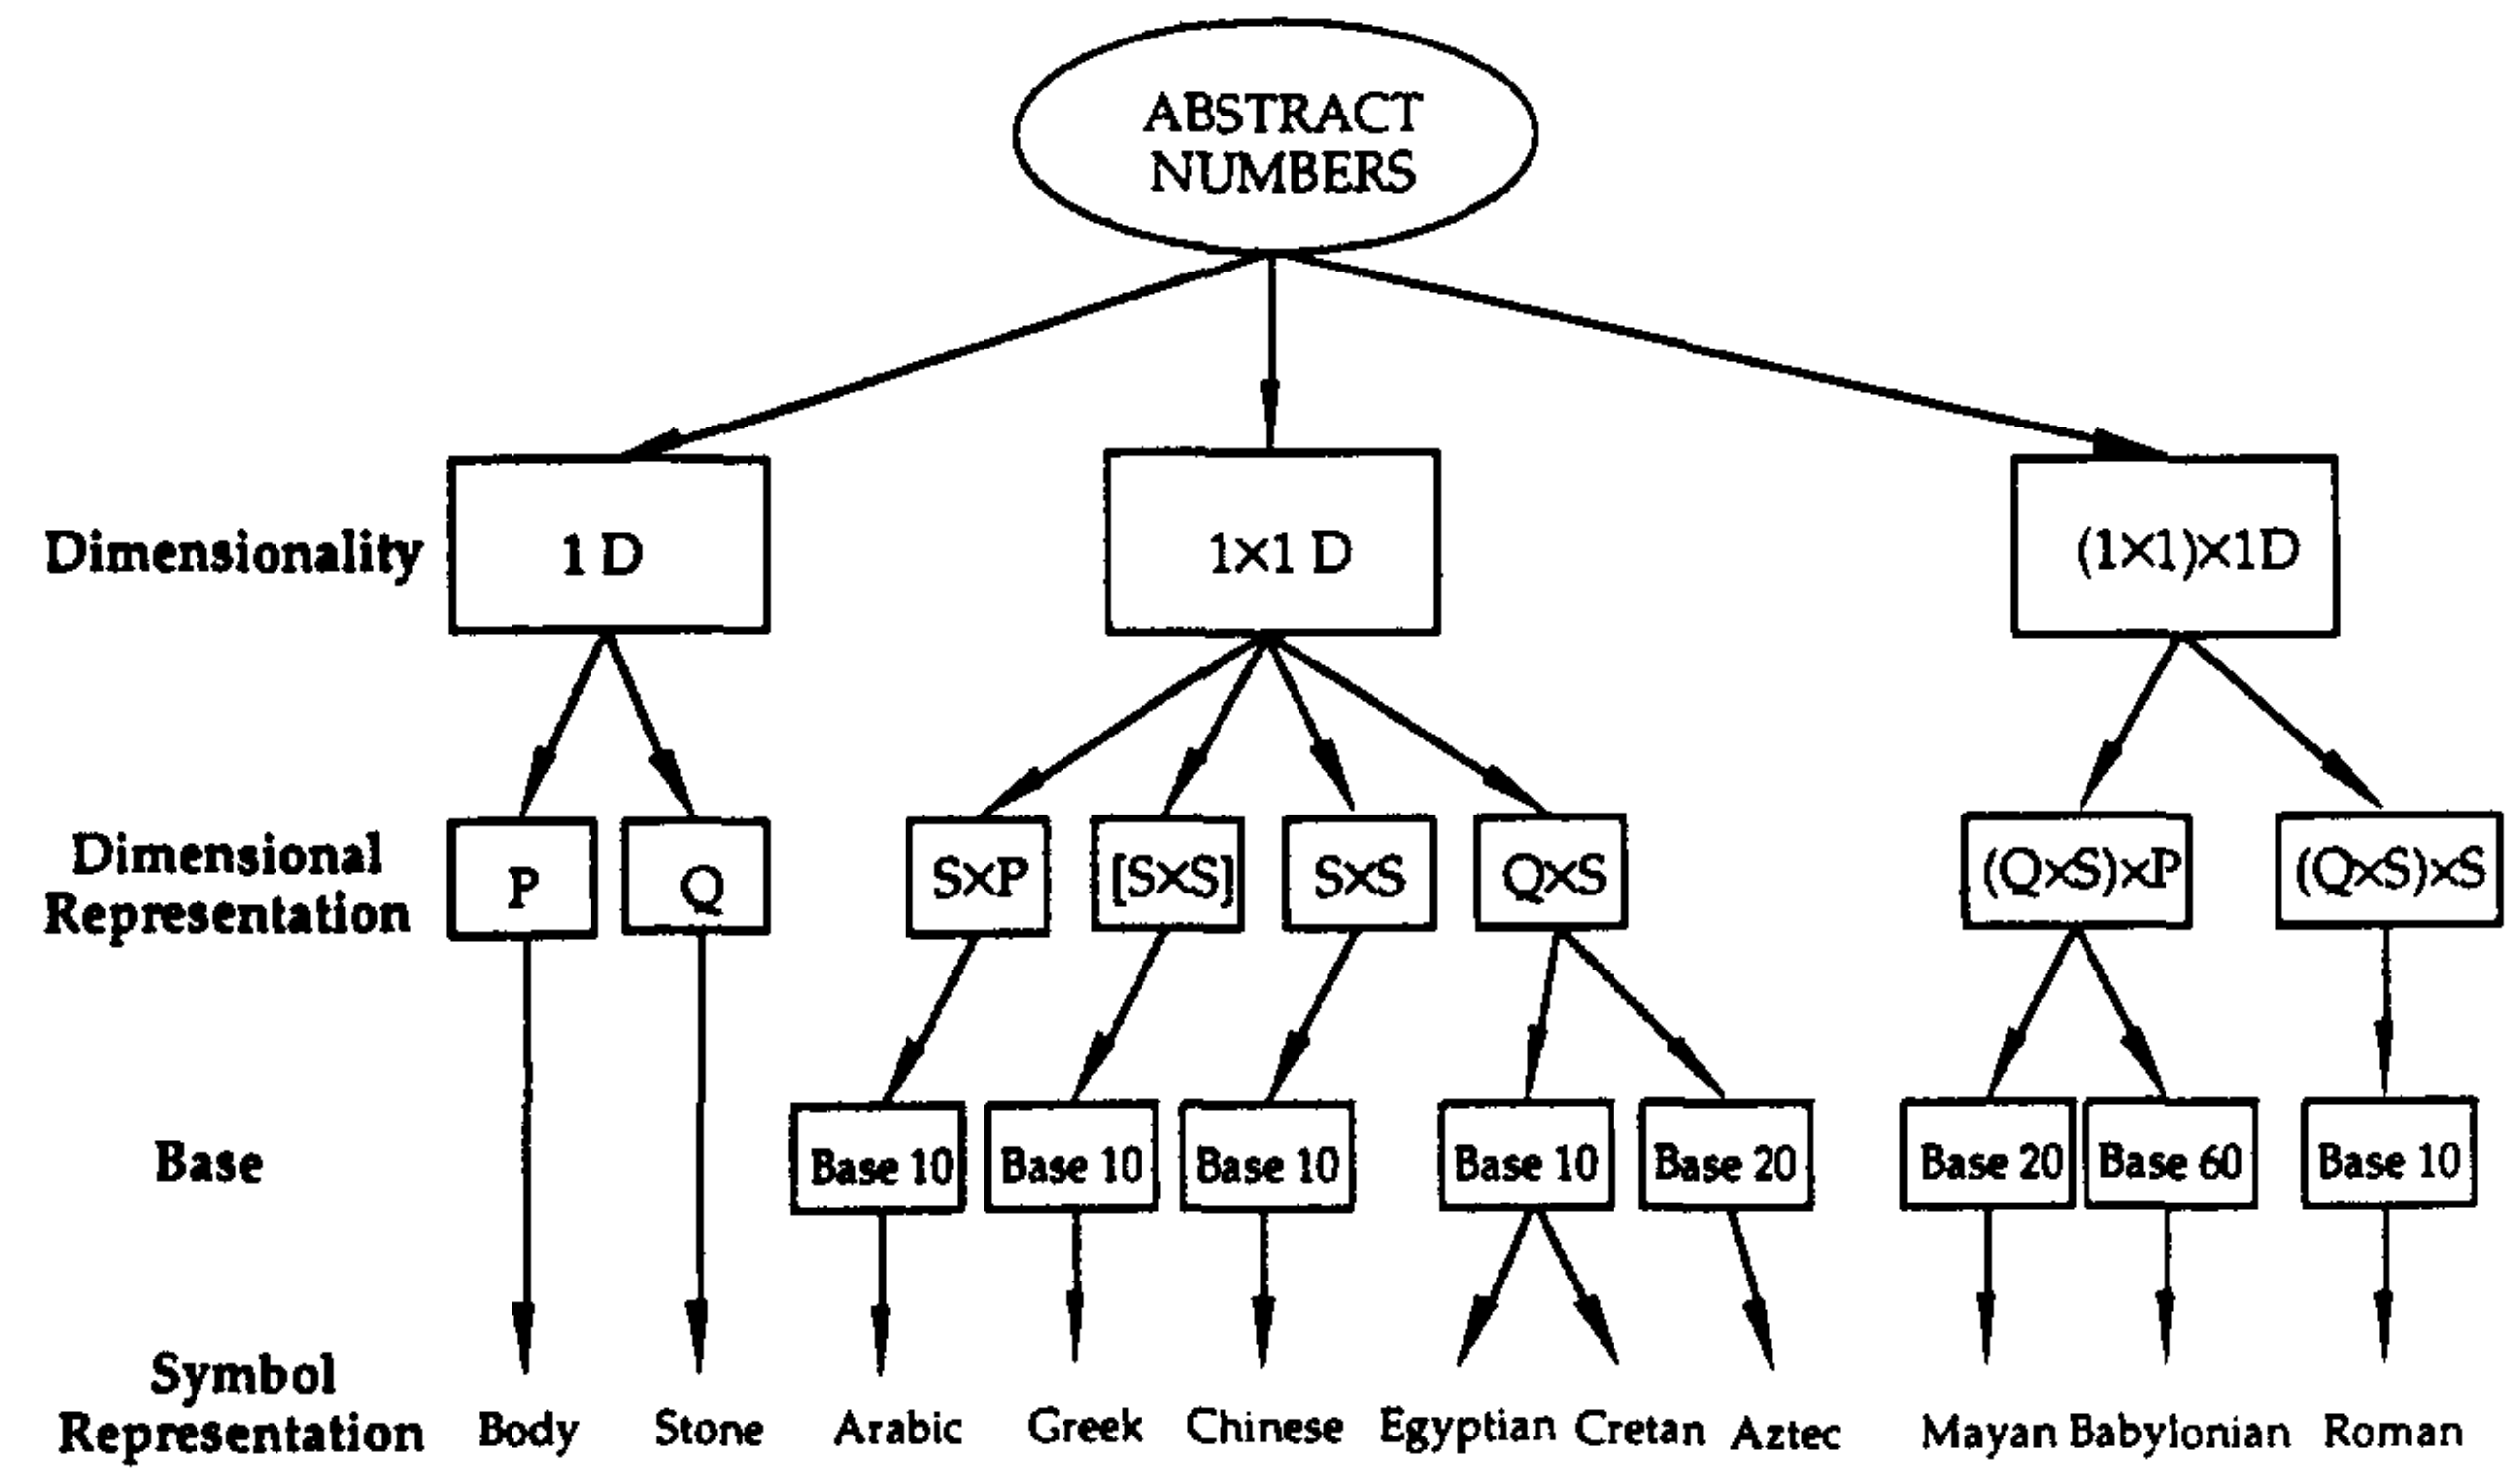 ABSTRACT
NUMBERS
Dimensionality
1 D
1×1 D
(1×1)×1D
Dimensional
Representation
P
Q
S×P
[S×S]
S×S
Q×S
(Q×S)×P
(Q×S)×S
Base
Base 10
Base 10
Base 10
Base 10
Base 20
Base 20
Base 60
Base 10
Symbol
Representation
Body
Stone
Arabic
Greek
Chinese
Egyptian
Cretan
Aztec
Mayan
Babylonian
Roman